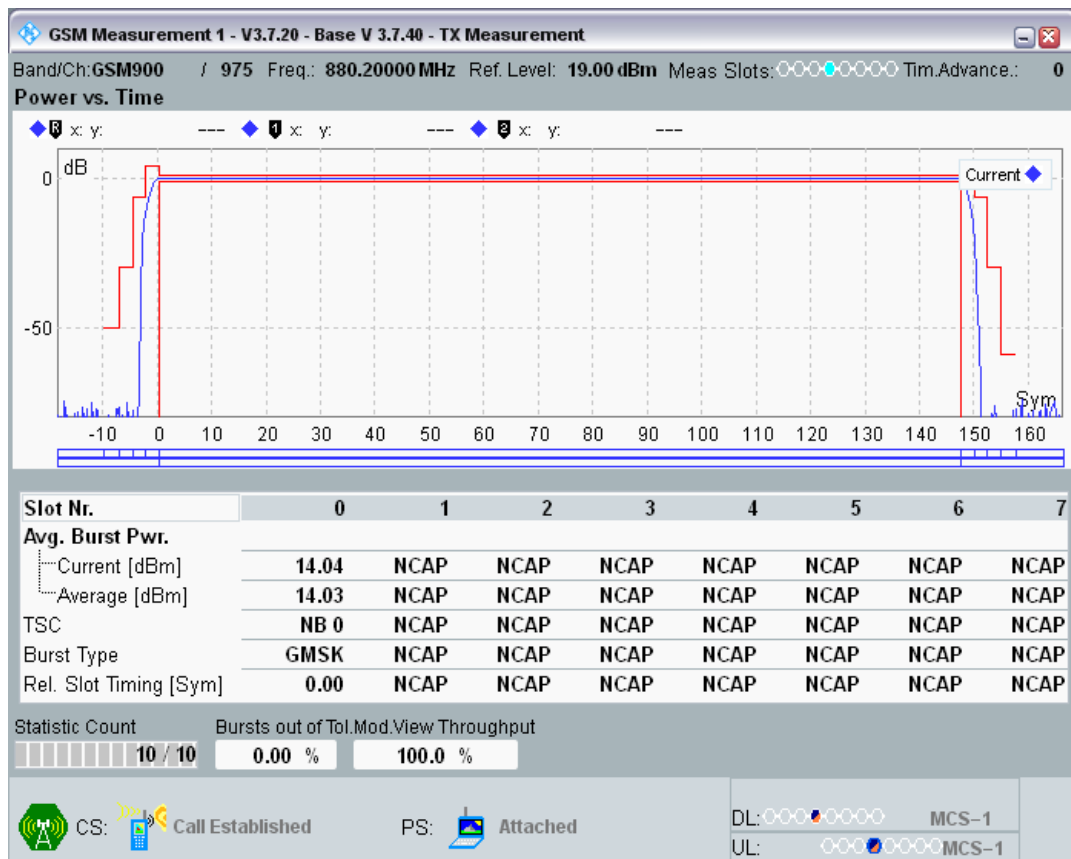 GSM Measurement 1 - V3.7.20 - Base V 3.7.40 - TX Measurement
Band/Ch:GSM900 / 975 Freq.: 880.20000 MHz Ref. Level: 19.00 dBm Meas Slots: Tim.Advance.: 0
Power vs. Time
R x: y: --- 1 x: y: --- 2 x: y: ---
dB
0
Current
-50
Sym
-10 0 10 20 30 40 50 60 70 80 90 100 110 120 130 140 150 160
Slot Nr. 0 1 2 3 4 5 6 7
Avg. Burst Pwr.
Current [dBm] 14.04 NCAP NCAP NCAP NCAP NCAP NCAP NCAP
Average [dBm] 14.03 NCAP NCAP NCAP NCAP NCAP NCAP NCAP
TSC NB 0 NCAP NCAP NCAP NCAP NCAP NCAP NCAP
Burst Type GMSK NCAP NCAP NCAP NCAP NCAP NCAP NCAP
Rel. Slot Timing [Sym] 0.00 NCAP NCAP NCAP NCAP NCAP NCAP NCAP
Statistic Count Bursts out of Tol.Mod.View Throughput
10 / 10 0.00 % 100.0 %
CS: Call Established PS: Attached
DL: MCS-1
UL: MCS-1